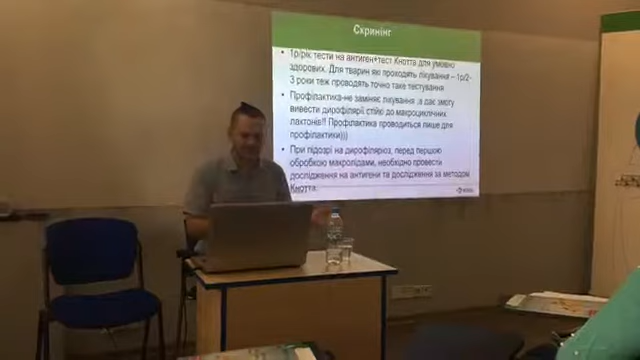 Скринінг
• 1р/рік тести на антиген+тест Кнотта для умовно
здорових. Для тварин які проходять лікування – 1р/2-
3 роки теж проводять точно таке тестування
• Профілактика-не заміняє лікування ,а дає змогу
вивести дирофілярії стійкі до макроциклічних
лактонів!!! Профілактика проводиться лише для
профілактики)))
• При підозрі на дирофіляріоз, перед першою
обробкою макролідами, необхідно провести
дослідження на антигени та дослідження за методом
Кнотта.